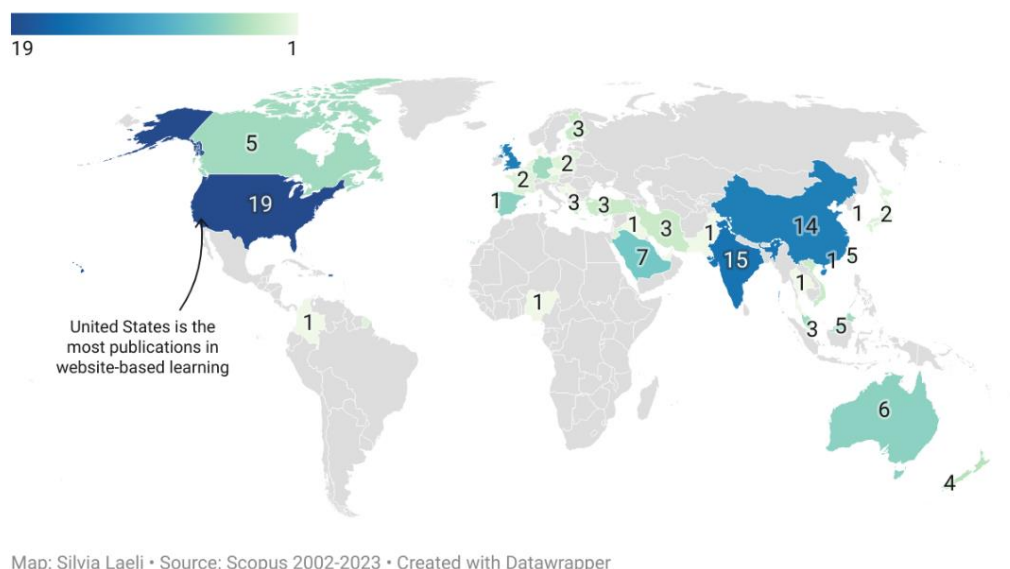 19 1
3
5
2
2
19
1 3 3
3 1 1 2
1 14
7 15 1 5
1
1 1
3 5
United States is the
most publications in
website-based learning
6
4
Map: Silvia Laeli • Source: Scopus 2002-2023 • Created with Datawrapper